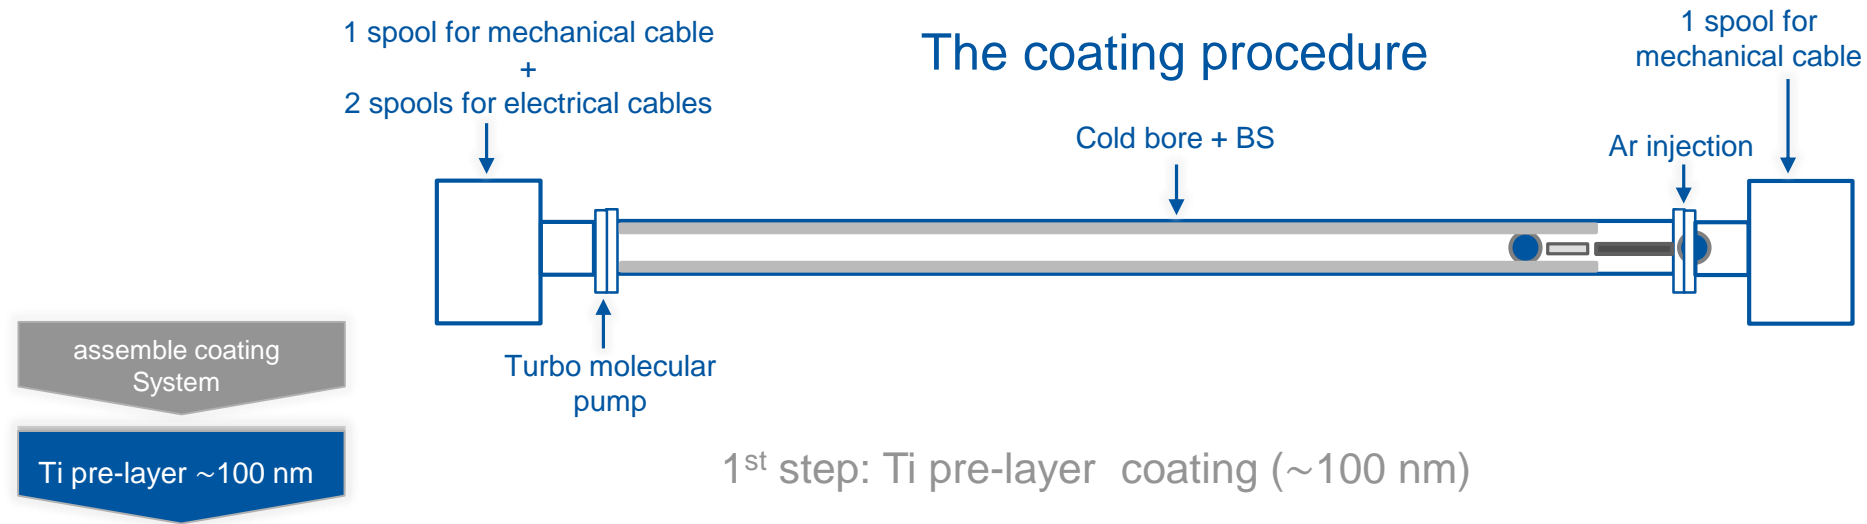 The coating procedure
1 spool for mechanical cable
+
2 spools for electrical cables
1 spool for
mechanical cable
Cold bore + BS
Ar injection
Turbo molecular
pump
assemble coating
System
Ti pre-layer ~100 nm
1st step: Ti pre-layer coating (~100 nm)